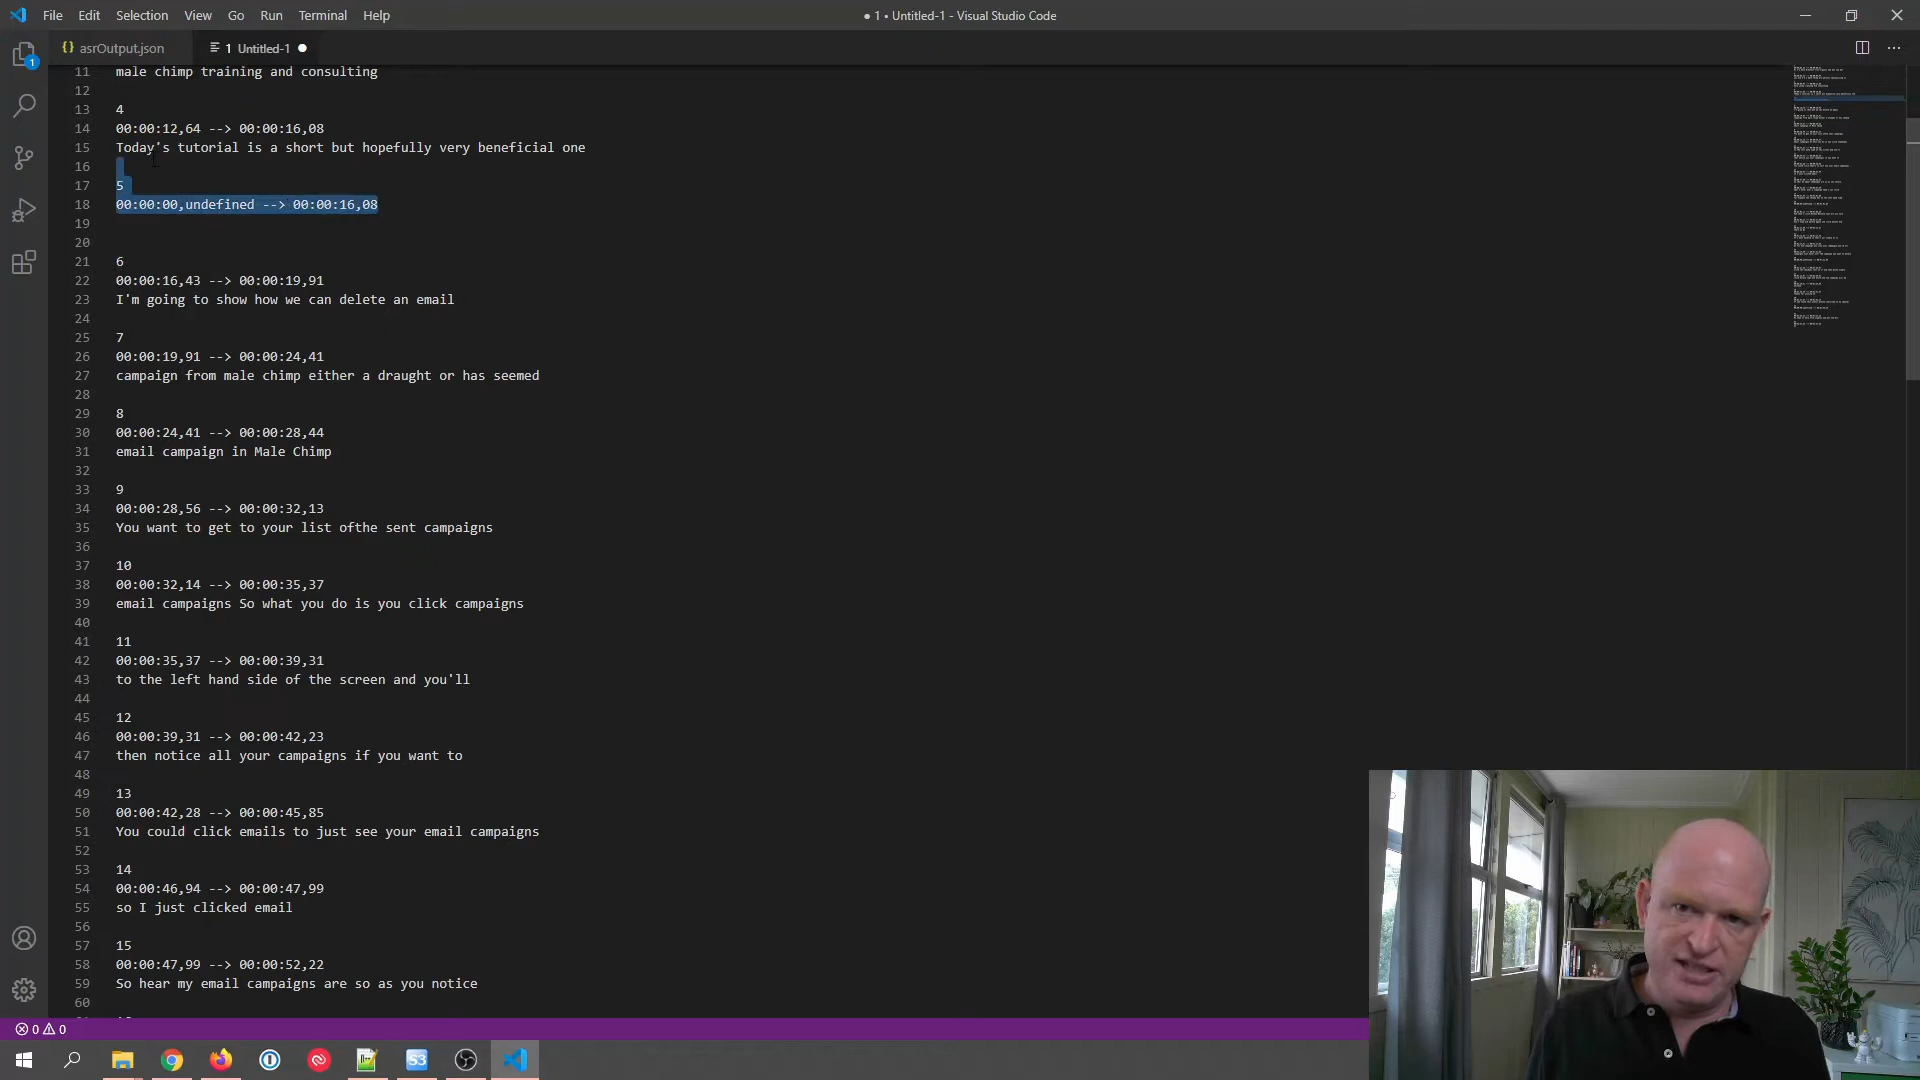 File Edit Selection View Go Run Terminal Help
● 1 • Untitled-1 - Visual Studio Code
{} asrOutput.json
1 Untitled-1 ●
1
11 male chimp training and consulting
12
13 4
14 00:00:12,64 --> 00:00:16,08
15 Today's tutorial is a short but hopefully very beneficial one
16
17 5
18 00:00:00,undefined --> 00:00:16,08
19
20
21 6
22 00:00:16,43 --> 00:00:19,91
23 I'm going to show how we can delete an email
24
25 7
26 00:00:19,91 --> 00:00:24,41
27 campaign from male chimp either a draught or has seemed
28
29 8
30 00:00:24,41 --> 00:00:28,44
31 email campaign in Male Chimp
32
33 9
34 00:00:28,56 --> 00:00:32,13
35 You want to get to your list ofthe sent campaigns
36
37 10
38 00:00:32,14 --> 00:00:35,37
39 email campaigns So what you do is you click campaigns
40
41 11
42 00:00:35,37 --> 00:00:39,31
43 to the left hand side of the screen and you'll
44
45 12
46 00:00:39,31 --> 00:00:42,23
47 then notice all your campaigns if you want to
48
49 13
50 00:00:42,28 --> 00:00:45,85
51 You could click emails to just see your email campaigns
52
53 14
54 00:00:46,94 --> 00:00:47,99
55 so I just clicked email
56
57 15
58 00:00:47,99 --> 00:00:52,22
59 So hear my email campaigns are so as you notice
60
0 0
S3